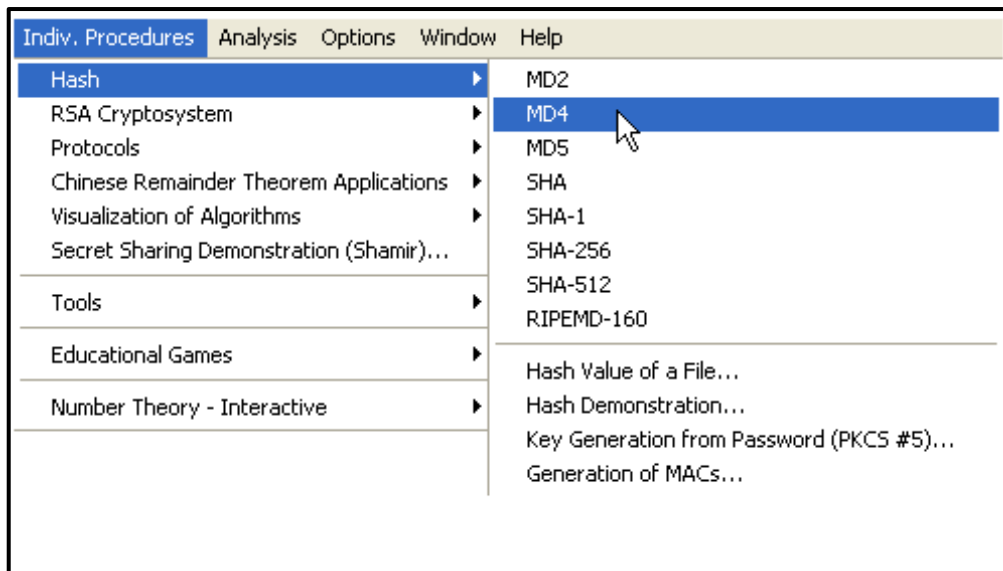 Indiv. Procedures Analysis Options Window Help
Hash
RSA Cryptosystem
Protocols
Chinese Remainder Theorem Applications
Visualization of Algorithms
Secret Sharing Demonstration (Shamir)...
Tools
Educational Games
Number Theory - Interactive
MD2
MD4
MD5
SHA
SHA-1
SHA-256
SHA-512
RIPEMD-160
Hash Value of a File...
Hash Demonstration...
Key Generation from Password (PKCS #5)...
Generation of MACs...